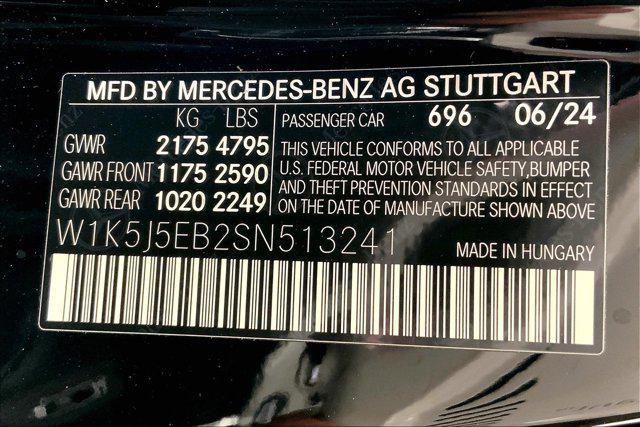 MFD BY MERCEDES-BENZ AG STUTTGART
KG LBS PASSENGER CAR 696 06/24
GVWR 2175 4795
GAWR FRONT 1175 2590
GAWR REAR 1020 2249
THIS VEHICLE CONFORMS TO ALL APPLICABLE
U.S. FEDERAL MOTOR VEHICLE SAFETY, BUMPER
AND THEFT PREVENTION STANDARDS IN EFFECT
ON THE DATE OF MANUFACTURE SHOWN ABOVE
W1K5J5EB2SN513241 MADE IN HUNGARY